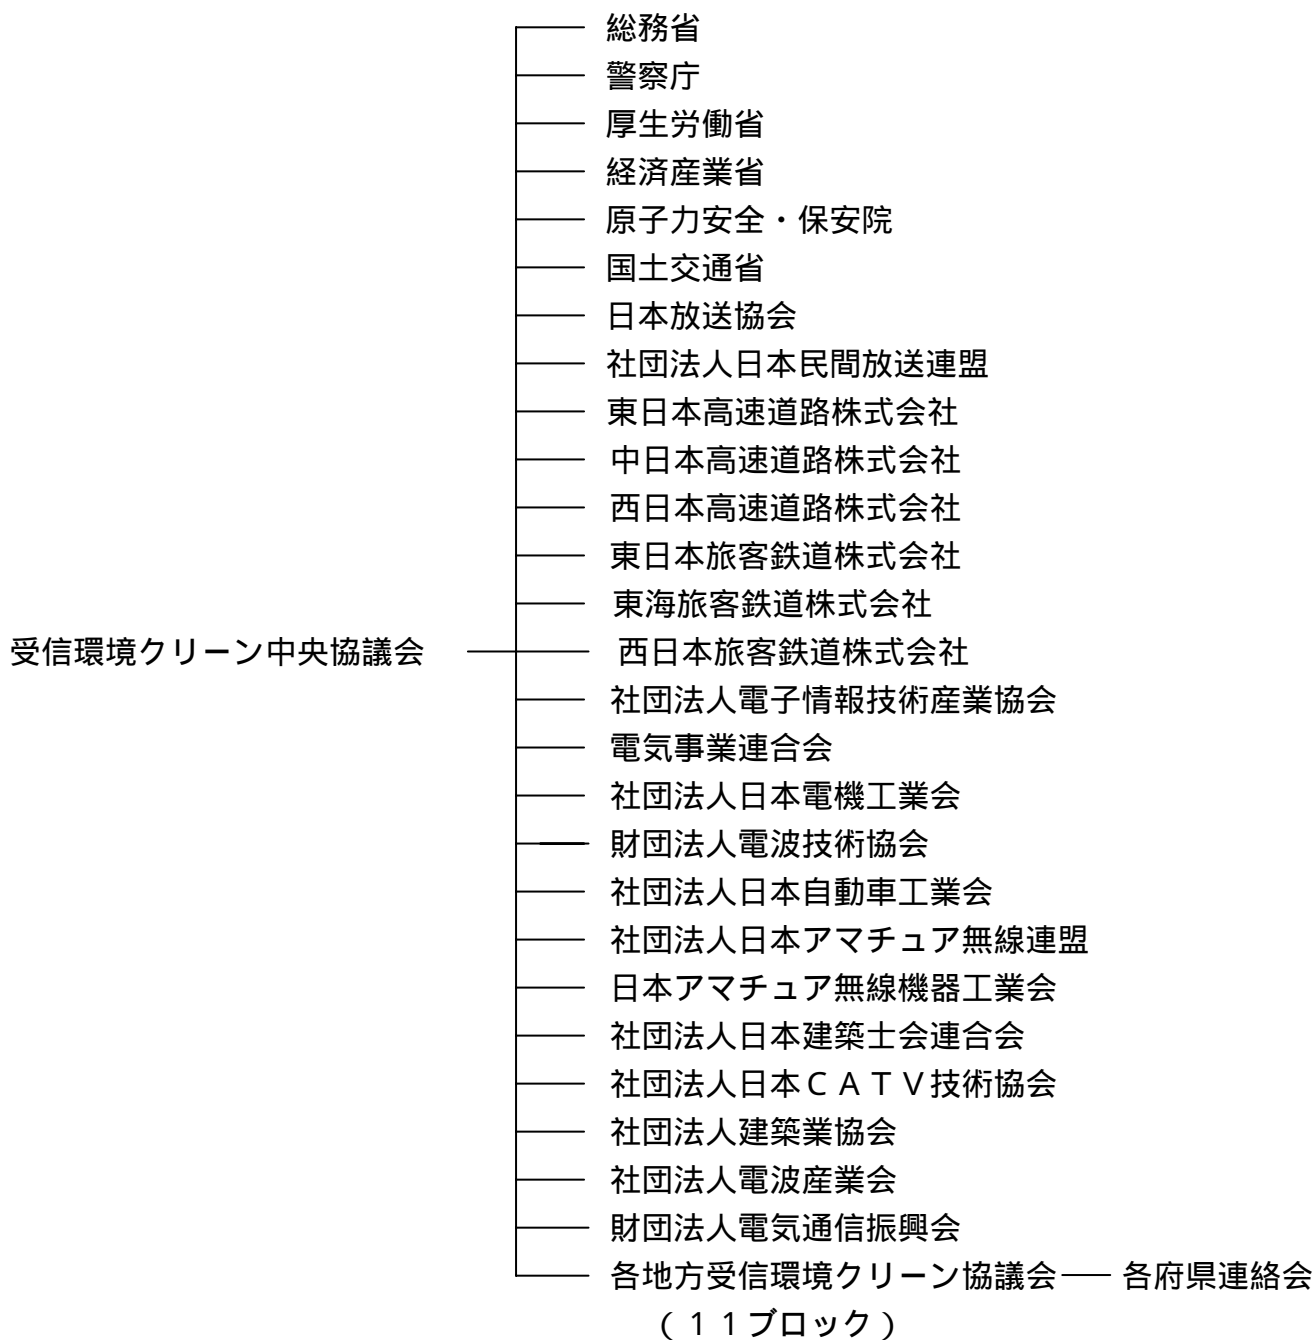 総務省
警察庁
厚生労働省
経済産業省
原子力安全・保安院
国土交通省
日本放送協会
社団法人日本民間放送連盟
東日本高速道路株式会社
中日本高速道路株式会社
西日本高速道路株式会社
東日本旅客鉄道株式会社
東海旅客鉄道株式会社
受信環境クリーン中央協議会 西日本旅客鉄道株式会社
社団法人電子情報技術産業協会
電気事業連合会
社団法人日本電機工業会
財団法人電波技術協会
社団法人日本自動車工業会
社団法人日本アマチュア無線連盟
日本アマチュア無線機器工業会
社団法人日本建築士会連合会
社団法人日本ＣＡＴＶ技術協会
社団法人建築業協会
社団法人電波産業会
財団法人電気通信振興会
各地方受信環境クリーン協議会 各府県連絡会
（１１ブロック）